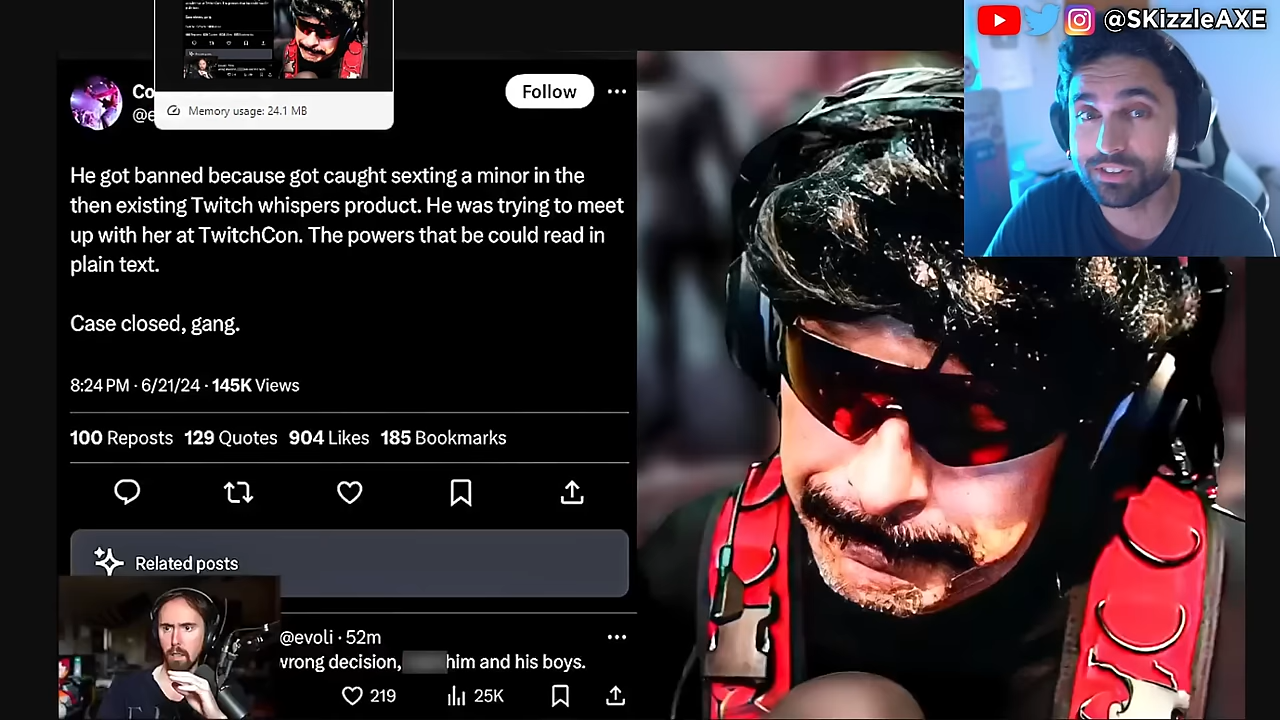 @SKizzleAXE
Memory usage: 24.1 MB
Co
@e
Follow
He got banned because got caught sexting a minor in the
then existing Twitch whispers product. He was trying to meet
up with her at TwitchCon. The powers that be could read in
plain text.
Case closed, gang.
8:24 PM · 6/21/24 · 145K Views
100 Reposts 129 Quotes 904 Likes 185 Bookmarks
Related posts
@evoli · 52m
wrong decision, him and his boys.
219 25K